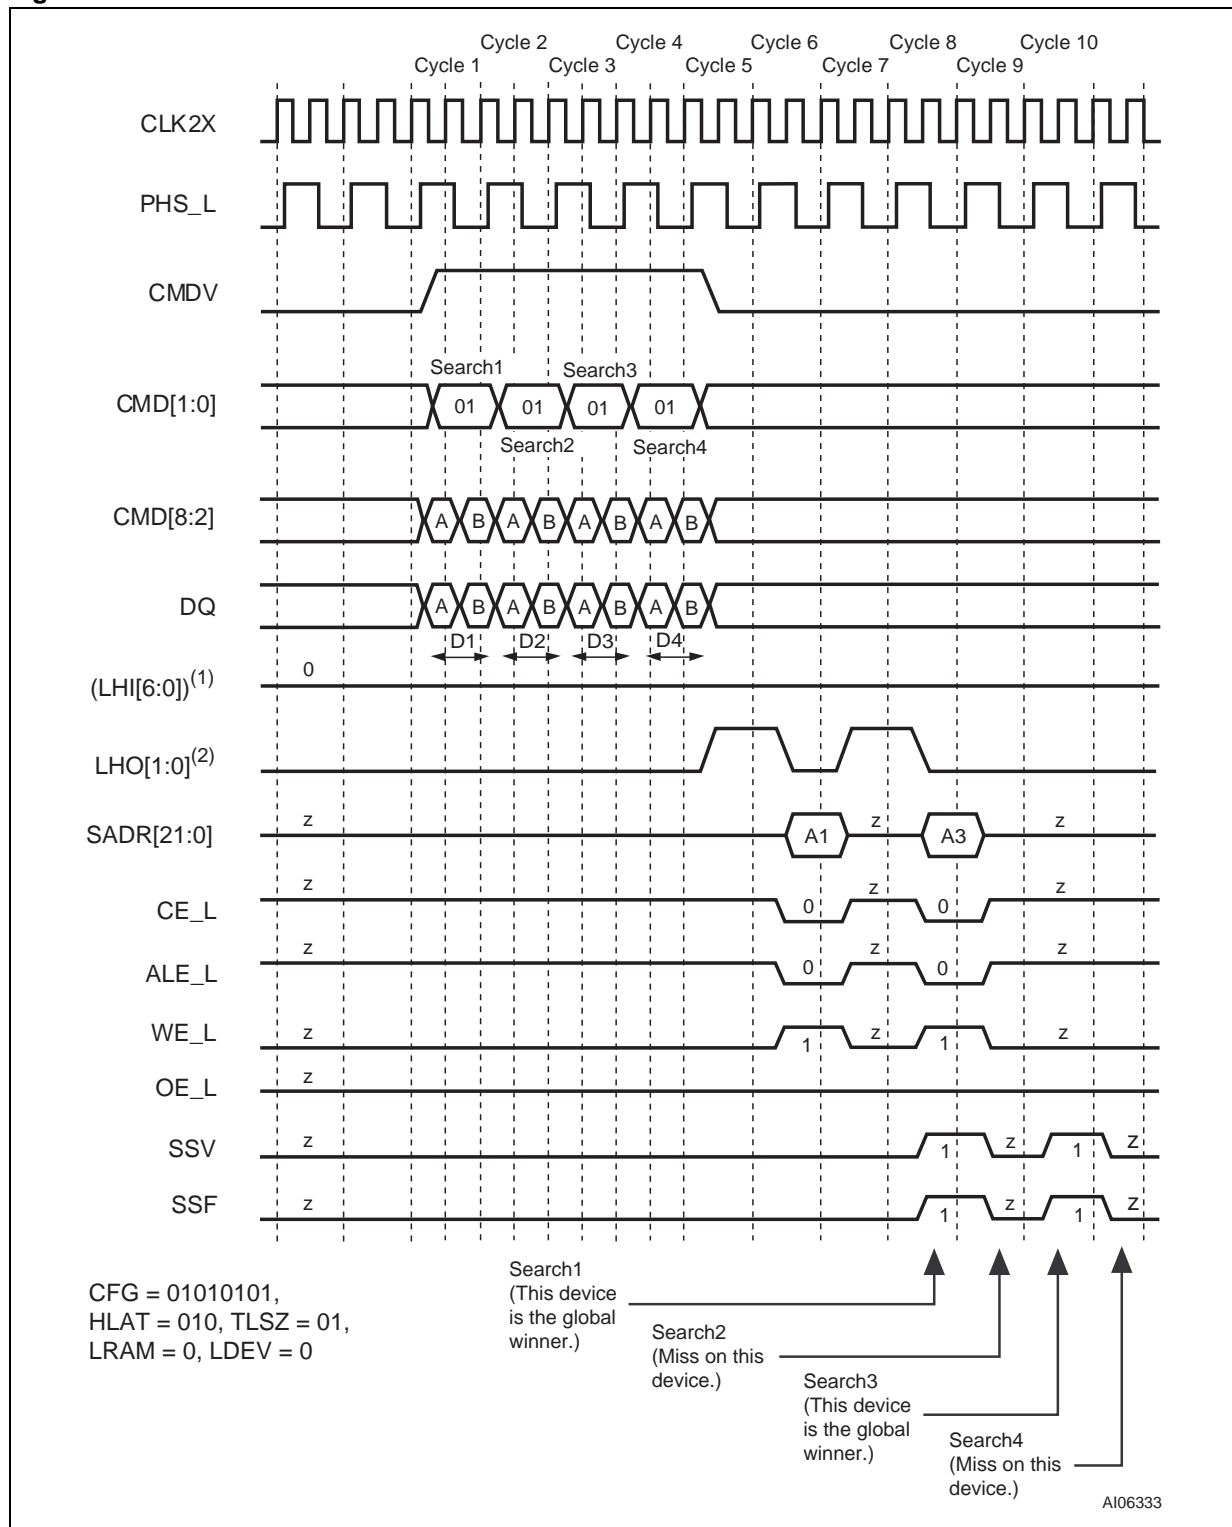 Cycle 2 Cycle 4 Cycle 6 Cycle 8 Cycle 10
Cycle 1 Cycle 3 Cycle 5 Cycle 7 Cycle 9
CLK2X
PHS_L
CMDV
Search1 Search3
CMD[1:0] 01 01 01 01
Search2 Search4
CMD[8:2] A B A B A B A B
DQ A B A B A B A B
D1 D2 D3 D4
(LHI[6:0])(1) 0
LHO[1:0](2)
SADR[21:0] z A1 z A3 z
CE_L z 0 z 0 z
ALE_L z 0 z 0 z
WE_L z 1 z 1 z
OE_L z
SSV z 1 z 1 z
SSF z 1 z 1 z
CFG = 01010101,
HLAT = 010, TLSZ = 01,
LRAM = 0, LDEV = 0
Search1
(This device
is the global
winner.)
Search2
(Miss on this
device.)
Search3
(This device
is the global
winner.)
Search4
(Miss on this
device.)
AI06333